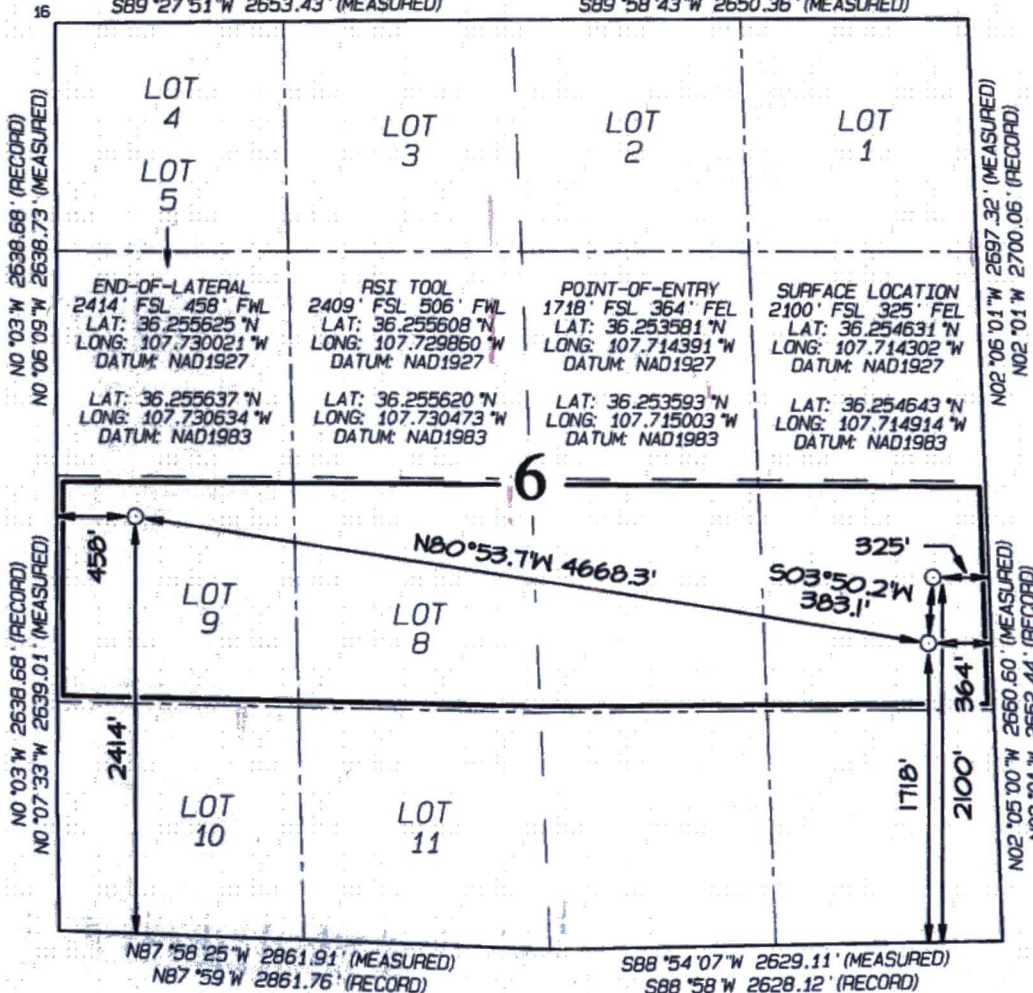 16
S89°27'51"W 2653.43' (MEASURED)
S89°58'43"W 2650.36' (MEASURED)
N0°03'W 2638.68' (RECORD)
N0°06'09"W 2638.73' (MEASURED)
LOT
4
LOT
5
LOT
3
LOT
2
LOT
1
N02°06'01"W 2697.32' (MEASURED)
N02°01'W 2700.06' (RECORD)
END-OF-LATERAL
2414' FSL 458' FWL
LAT: 36.255625°N
LONG: 107.730021°W
DATUM: NAD1927
LAT: 36.255637°N
LONG: 107.730634°W
DATUM: NAD1983
RSI TOOL
2409' FSL 506' FWL
LAT: 36.255608°N
LONG: 107.729860°W
DATUM: NAD1927
LAT: 36.255620°N
LONG: 107.730473°W
DATUM: NAD1983
POINT-OF-ENTRY
1718' FSL 364' FEL
LAT: 36.253581°N
LONG: 107.714391°W
DATUM: NAD1927
LAT: 36.253593°N
LONG: 107.715003°W
DATUM: NAD1983
SURFACE LOCATION
2100' FSL 325' FEL
LAT: 36.254631°N
LONG: 107.714302°W
DATUM: NAD1927
LAT: 36.254643°N
LONG: 107.714914°W
DATUM: NAD1983
6
458'
N80°53.7'W 4668.3'
325'
S03°50.2'W
383.1'
LOT
9
LOT
8
364'
N0°03'W 2638.68' (RECORD)
N0°07'33"W 2639.01' (MEASURED)
2414'
1718'
2100'
N02°05'00"W 2660.60' (MEASURED)
LOT
10
LOT
11
N87°58'25"W 2861.91' (MEASURED)
N87°59'W 2861.76' (RECORD)
S88°54'07"W 2629.11' (MEASURED)
S88°58'W 2628.12' (RECORD)